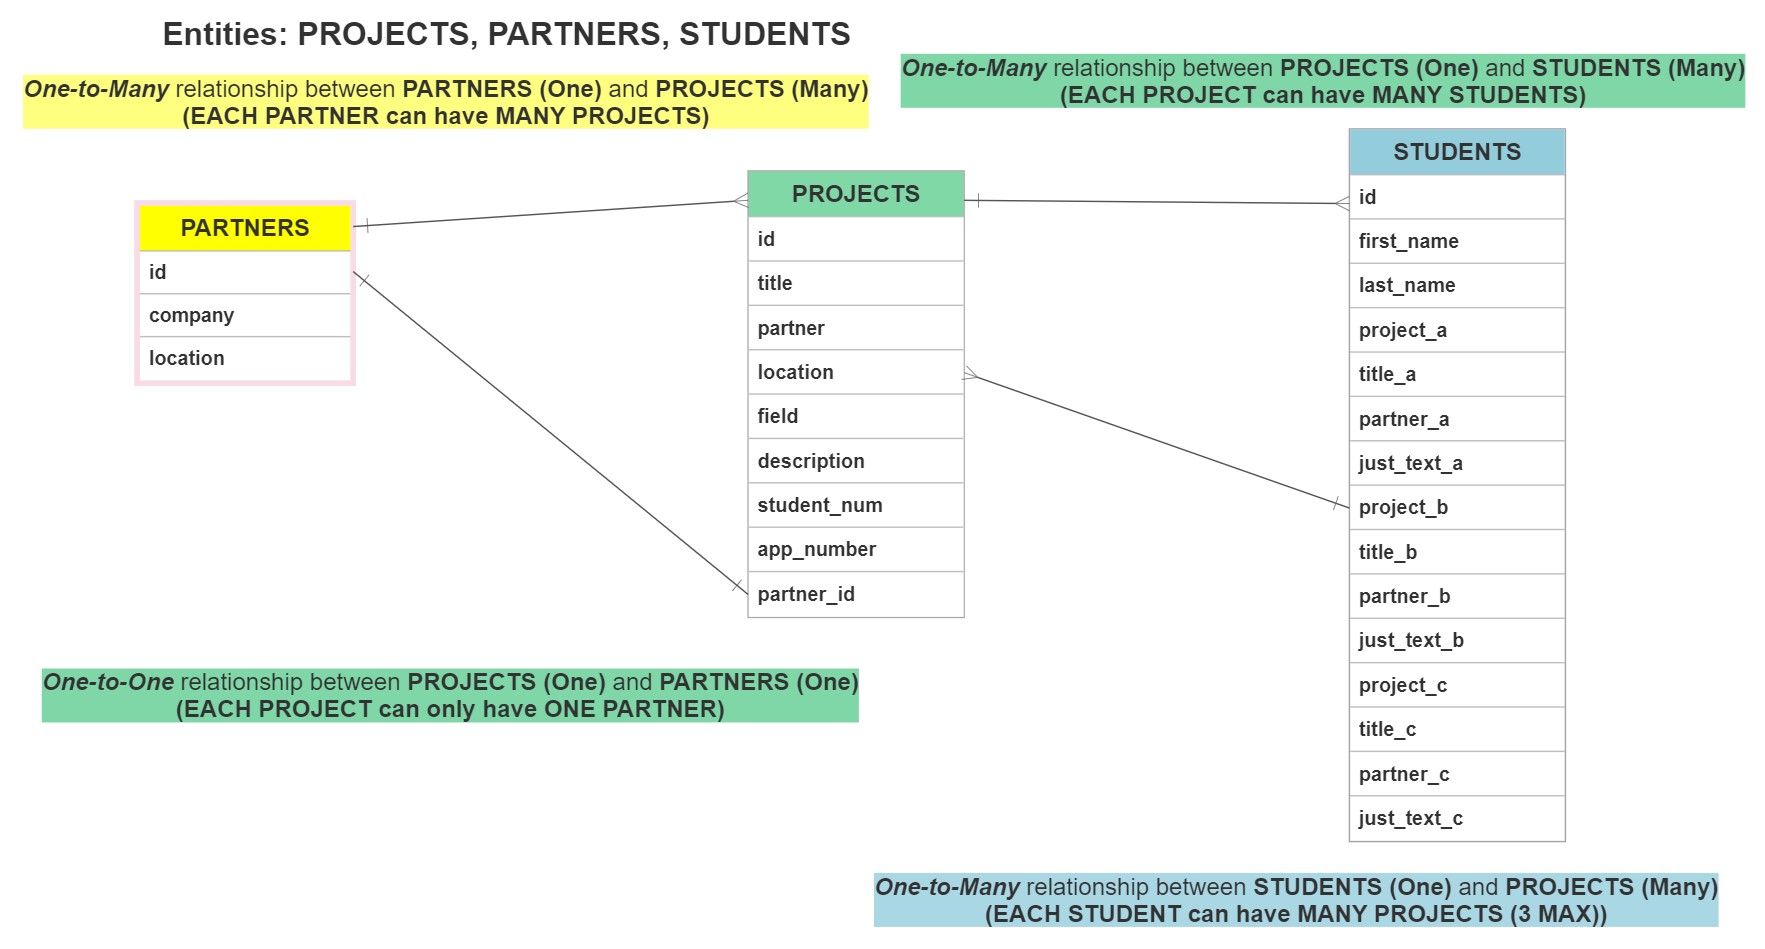 Entities: PROJECTS, PARTNERS, STUDENTS
One-to-Many relationship between PARTNERS (One) and PROJECTS (Many)
(EACH PARTNER can have MANY PROJECTS)
One-to-Many relationship between PROJECTS (One) and STUDENTS (Many)
(EACH PROJECT can have MANY STUDENTS)
PARTNERS
id
company
location
PROJECTS
id
title
partner
location
field
description
student_num
app_number
partner_id
STUDENTS
id
first_name
last_name
project_a
title_a
partner_a
just_text_a
project_b
title_b
partner_b
just_text_b
project_c
title_c
partner_c
just_text_c
One-to-One relationship between PROJECTS (One) and PARTNERS (One)
(EACH PROJECT can only have ONE PARTNER)
One-to-Many relationship between STUDENTS (One) and PROJECTS (Many)
(EACH STUDENT can have MANY PROJECTS (3 MAX))